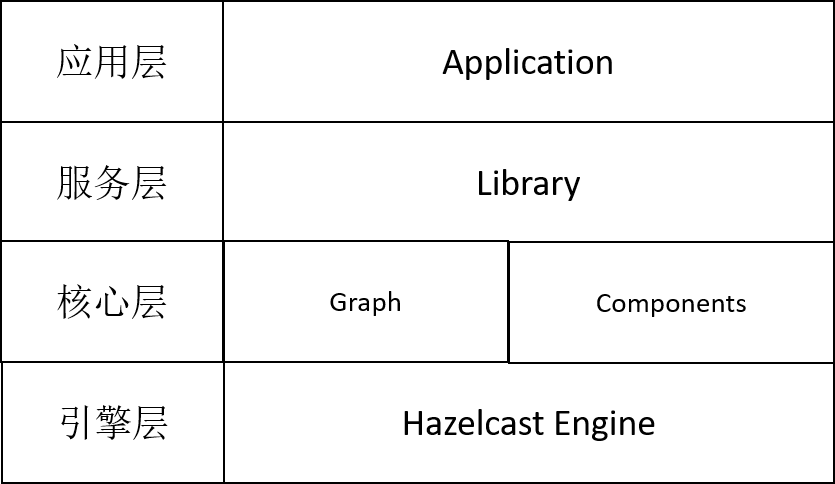 应用层
Application
服务层
Library
核心层
Graph
Components
引擎层
Hazelcast Engine